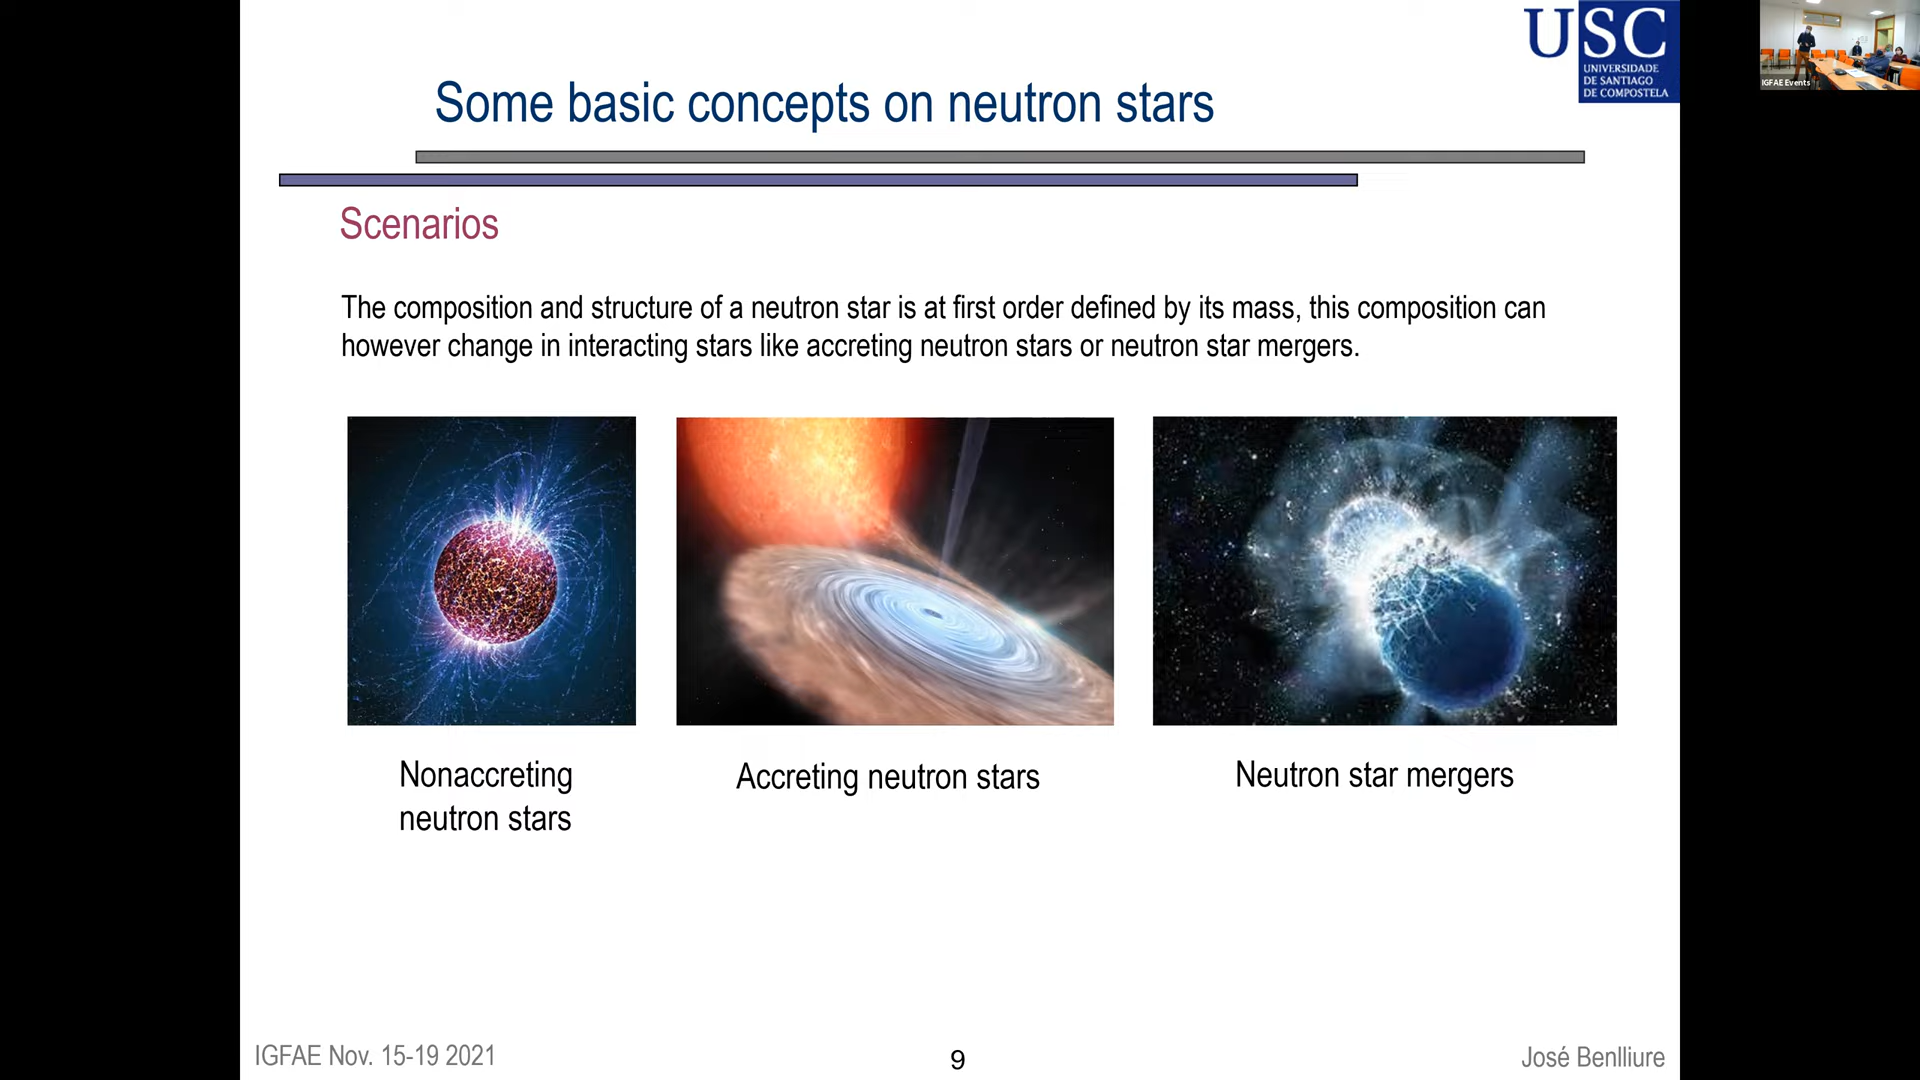 USC
UNIVERSIDADE
DE SANTIAGO
DE COMPOSTELA
IGFAE Events
Some basic concepts on neutron stars
Scenarios
The composition and structure of a neutron star is at first order defined by its mass, this composition can
however change in interacting stars like accreting neutron stars or neutron star mergers.
Nonaccreting
neutron stars
Accreting neutron stars
Neutron star mergers
IGFAE Nov. 15-19 2021
9
José Benlliure